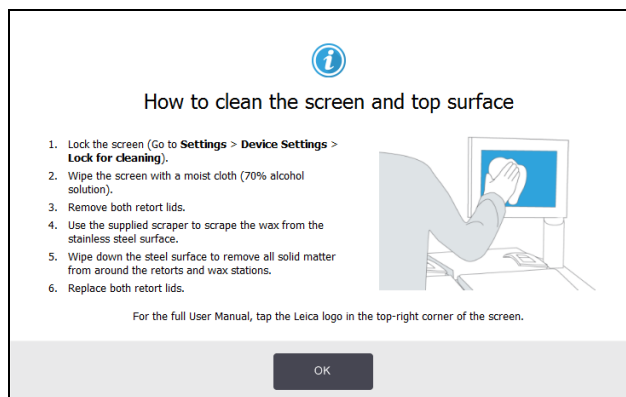 How to clean the screen and top surface
1. Lock the screen (Go to Settings > Device Settings >
Lock for cleaning).
2. Wipe the screen with a moist cloth (70% alcohol
solution).
3. Remove both retort lids.
4. Use the supplied scraper to scrape the wax from the
stainless steel surface.
5. Wipe down the steel surface to remove all solid matter
from around the retorts and wax stations.
6. Replace both retort lids.
For the full User Manual, tap the Leica logo in the top-right corner of the screen.
OK